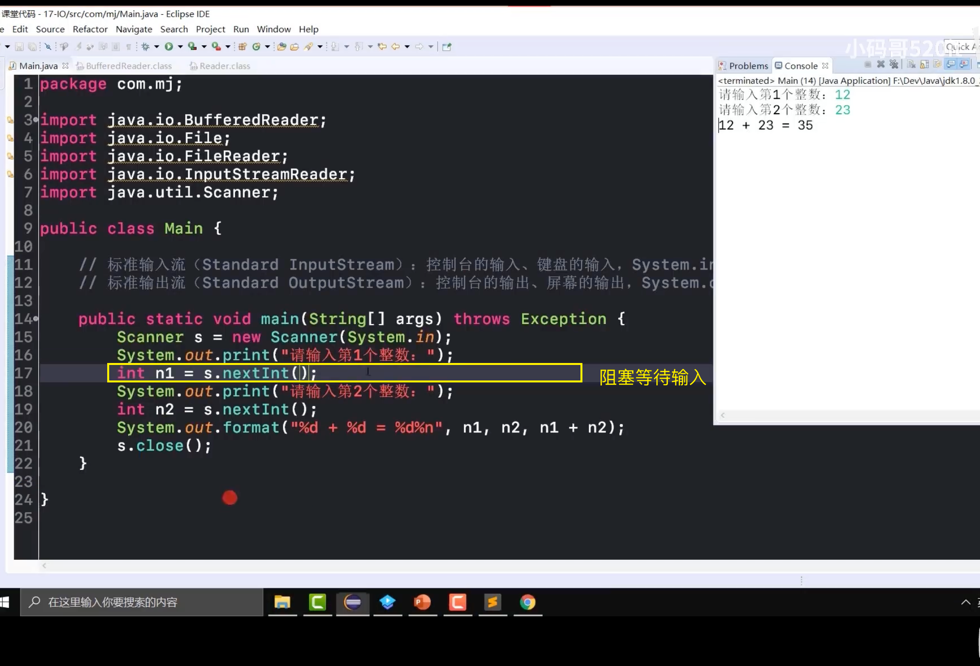 课堂代码 - 17-IO/src/com/mj/Main.java - Eclipse IDE
Edit Source Refactor Navigate Search Project Run Window Help
小码哥520it
Quick A
Main.java BufferedReader.class Reader.class
Problems Console
<terminated> Main (14) [Java Application] F:\Dev\Java\jdk1.8.0_
请输入第1个整数: 12
请输入第2个整数: 23
12 + 23 = 35
1 package com.mj;
2
3 import java.io.BufferedReader;
4 import java.io.File;
5 import java.io.FileReader;
6 import java.io.InputStreamReader;
7 import java.util.Scanner;
8
9 public class Main {
10
11 // 标准输入流（Standard InputStream）: 控制台的输入、键盘的输入，System.in
12 // 标准输出流（Standard OutputStream）: 控制台的输出、屏幕的输出，System.o
13
14 public static void main(String[] args) throws Exception {
15 Scanner s = new Scanner(System.in);
16 System.out.print("请输入第1个整数: ");
17 int n1 = s.nextInt();
阻塞等待输入
18 System.out.print("请输入第2个整数: ");
19 int n2 = s.nextInt();
20 System.out.format("%d + %d = %d%n", n1, n2, n1 + n2);
21 s.close();
22 }
23
24 }
25
在这里输入你要搜索的内容